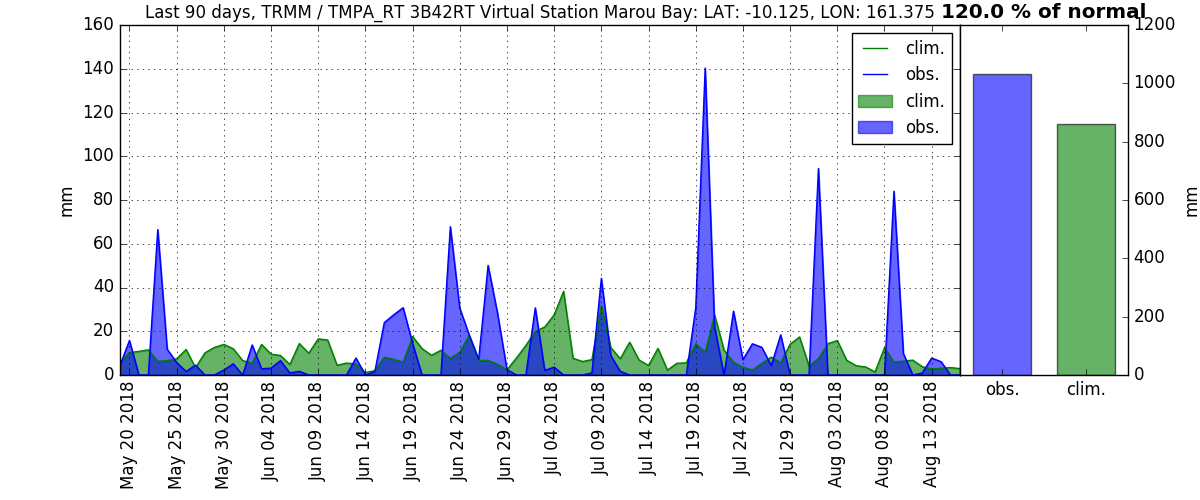 Last 90 days, TRMM / TMPA_RT 3B42RT Virtual Station Marou Bay: LAT: -10.125, LON: 161.375 120.0 % of normal
160
140
120
100
80
60
40
20
0
mm
clim.
obs.
clim.
obs.
May 20 2018
May 25 2018
May 30 2018
Jun 04 2018
Jun 09 2018
Jun 14 2018
Jun 19 2018
Jun 24 2018
Jun 29 2018
Jul 04 2018
Jul 09 2018
Jul 14 2018
Jul 19 2018
Jul 24 2018
Jul 29 2018
Aug 03 2018
Aug 08 2018
Aug 13 2018
1200
1000
800
600
400
200
0
mm
obs.
clim.